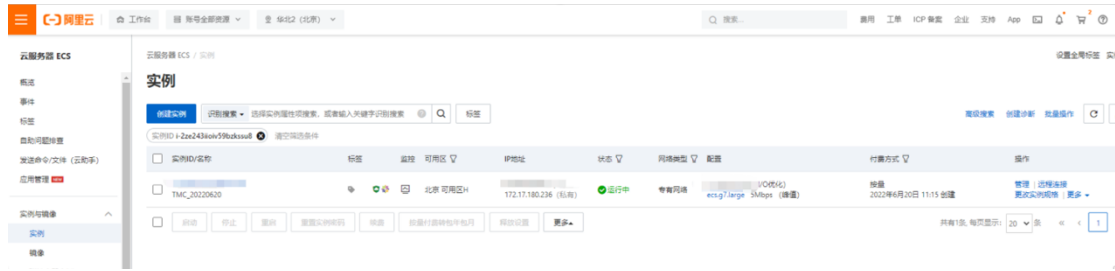 阿里云 工作台 账号全部资源 华北2（北京） 搜索... 费用 工单 ICP 备案 企业 支持 App 2
云服务器 ECS
概览
事件
标签
自助问题排查
发送命令/文件（云助手）
应用管理
实例与镜像
实例
镜像
云服务器 ECS / 实例 设置全局标签
实例
创建实例 识别搜索 选择实例属性项搜索，或者输入关键字识别搜索 标签 高级搜索 创建诊断 批量操作
实例ID 清空筛选条件
实例ID/名称 标签 监控 可用区 IP地址 状态 网络类型 配置 付费方式 操作
北京 可用区H 运行中 专有网络 I/O优化) 按量 管理 | 远程连接
TMC_20220620 172.17.180.236 (私有) ecs.g7.large 5Mbps (峰值) 2022年6月20日 11:15 创建 更改实例规格 | 更多
启动 停止 重启 重置实例密码 续费 按量付费转包年包月 释放设置 更多 共有1条, 每页显示: 20 条 « < 1